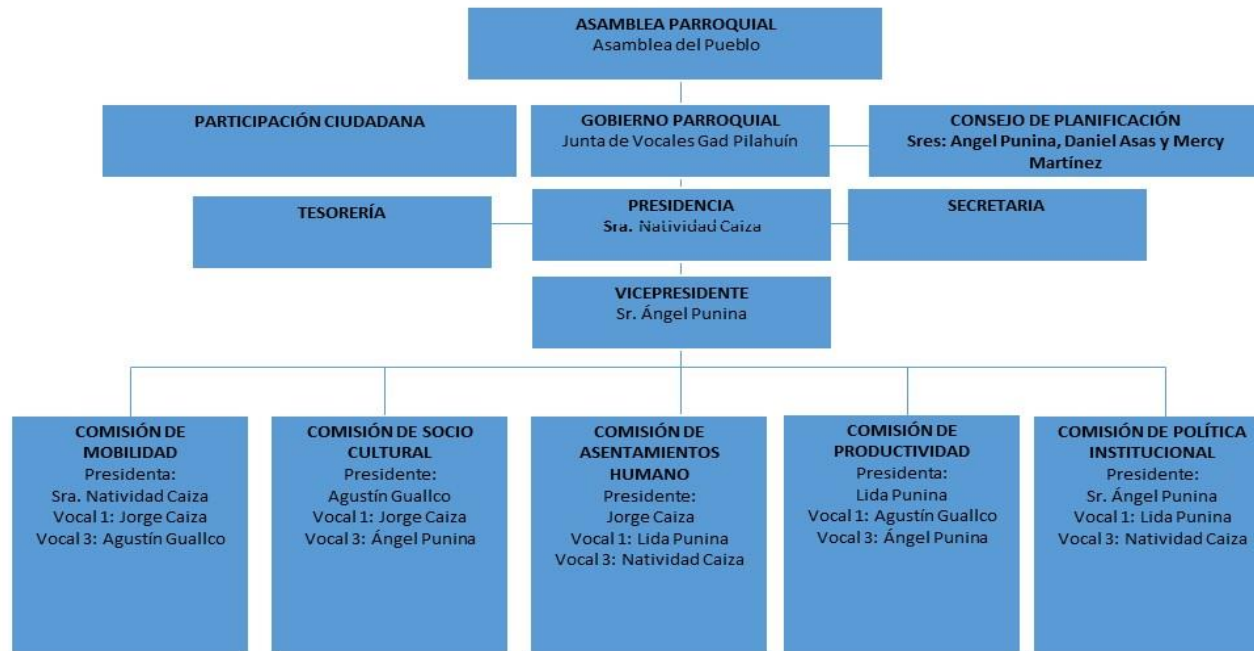 ASAMBLEA PARROQUIAL
Asamblea del Pueblo
PARTICIPACIÓN CIUDADANA
GOBIERNO PARROQUIAL
Junta de Vocales Gad Pilahuín
CONSEJO DE PLANIFICACIÓN
Sres: Angel Punina, Daniel Asas y Mercy
Martínez
TESORERÍA
PRESIDENCIA
Sra. Natividad Caiza
SECRETARIA
VICEPRESIDENTE
Sr. Ángel Punina
COMISIÓN DE
MOBILIDAD
Presidenta:
Sra. Natividad Caiza
Vocal 1: Jorge Caiza
Vocal 3: Agustín Guallco
COMISIÓN DE SOCIO
CULTURAL
Presidente:
Agustín Guallco
Vocal 1: Jorge Caiza
Vocal 3: Ángel Punina
COMISIÓN DE
ASENTAMIENTOS
HUMANO
Presidente:
Jorge Caiza
Vocal 1: Lida Punina
Vocal 3: Natividad Caiza
COMISIÓN DE
PRODUCTIVIDAD
Presidenta:
Lida Punina
Vocal 1: Agustín Guallco
Vocal 3: Ángel Punina
COMISIÓN DE POLÍTICA
INSTITUCIONAL
Presidente:
Sr. Ángel Punina
Vocal 1: Lida Punina
Vocal 3: Natividad Caiza